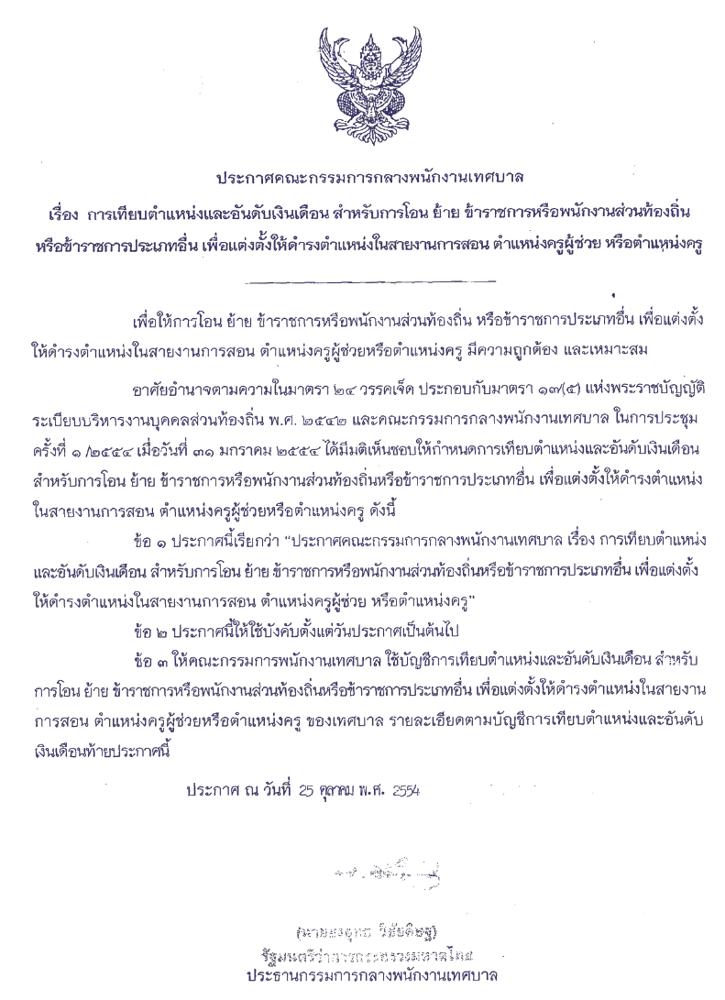 ประกาศคณะกรรมการกลางพนักงานเทศบาล
เรื่อง การเทียบตำแหน่งและอันดับเงินเดือน สำหรับการโอน ย้าย ข้าราชการหรือพนักงานส่วนท้องถิ่น
หรือข้าราชการประเภทอื่น เพื่อแต่งตั้งให้ดำรงตำแหน่งในสายงานการสอน ตำแหน่งครูผู้ช่วย หรือตำแหน่งครู
เพื่อให้การโอน ย้าย ข้าราชการหรือพนักงานส่วนท้องถิ่น หรือข้าราชการประเภทอื่น เพื่อแต่งตั้ง
ให้ดำรงตำแหน่งในสายงานการสอน ตำแหน่งครูผู้ช่วยหรือตำแหน่งครู มีความถูกต้อง และเหมาะสม
อาศัยอำนาจตามความในมาตรา ๒๔ วรรคเจ็ด ประกอบกับมาตรา ๑๗(๕) แห่งพระราชบัญญัติ
ระเบียบบริหารงานบุคคลส่วนท้องถิ่น พ.ศ. ๒๕๔๒ และคณะกรรมการกลางพนักงานเทศบาล ในการประชุม
ครั้งที่ ๑ /๒๕๕๔ เมื่อวันที่ ๓๑ มกราคม ๒๕๕๔ ได้มีมติเห็นชอบให้กำหนดการเทียบตำแหน่งและอันดับเงินเดือน
สำหรับการโอน ย้าย ข้าราชการหรือพนักงานส่วนท้องถิ่นหรือข้าราชการประเภทอื่น เพื่อแต่งตั้งให้ดำรงตำแหน่ง
ในสายงานการสอน ตำแหน่งครูผู้ช่วยหรือตำแหน่งครู ดังนี้
ข้อ ๑ ประกาศนี้เรียกว่า "ประกาศคณะกรรมการกลางพนักงานเทศบาล เรื่อง การเทียบตำแหน่ง
และอันดับเงินเดือน สำหรับการโอน ย้าย ข้าราชการหรือพนักงานส่วนท้องถิ่นหรือข้าราชการประเภทอื่น เพื่อแต่งตั้ง
ให้ดำรงตำแหน่งในสายงานการสอน ตำแหน่งครูผู้ช่วย หรือตำแหน่งครู"
ข้อ ๒ ประกาศนี้ให้ใช้บังคับตั้งแต่วันประกาศเป็นต้นไป
ข้อ ๓ ให้คณะกรรมการพนักงานเทศบาล ใช้บัญชีการเทียบตำแหน่งและอันดับเงินเดือน สำหรับ
การโอน ย้าย ข้าราชการหรือพนักงานส่วนท้องถิ่นหรือข้าราชการประเภทอื่น เพื่อแต่งตั้งให้ดำรงตำแหน่งในสายงาน
การสอน ตำแหน่งครูผู้ช่วยหรือตำแหน่งครู ของเทศบาล รายละเอียดตามบัญชีการเทียบตำแหน่งและอันดับ
เงินเดือนท้ายประกาศนี้
ประกาศ ณ วันที่ 25 ตุลาคม พ.ศ. 2554
(นายยงยุทธ วิชัยดิษฐ)
รัฐมนตรีว่าการกระทรวงมหาดไทย
ประธานกรรมการกลางพนักงานเทศบาล